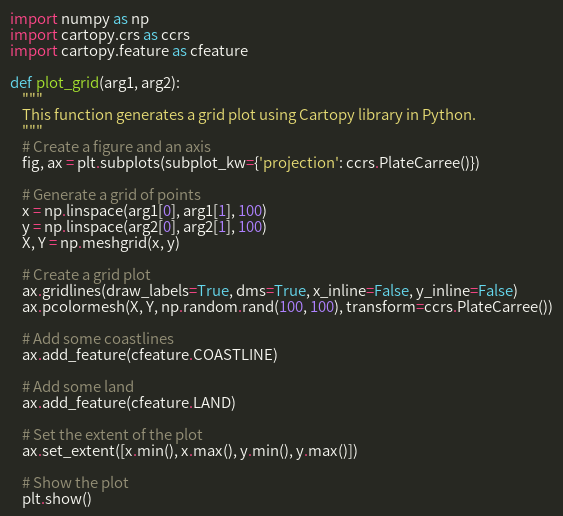 import numpy as np
import cartopy.crs as ccrs
import cartopy.feature as cfeature

def plot_grid(arg1, arg2):
    """
    This function generates a grid plot using Cartopy library in Python.
    """
    # Create a figure and an axis
    fig, ax = plt.subplots(subplot_kw={'projection': ccrs.PlateCarree()})

    # Generate a grid of points
    x = np.linspace(arg1[0], arg1[1], 100)
    y = np.linspace(arg2[0], arg2[1], 100)
    X, Y = np.meshgrid(x, y)

    # Create a grid plot
    ax.gridlines(draw_labels=True, dms=True, x_inline=False, y_inline=False)
    ax.pcolormesh(X, Y, np.random.rand(100, 100), transform=ccrs.PlateCarree())

    # Add some coastlines
    ax.add_feature(cfeature.COASTLINE)

    # Add some land
    ax.add_feature(cfeature.LAND)

    # Set the extent of the plot
    ax.set_extent([x.min(), x.max(), y.min(), y.max()])

    # Show the plot
    plt.show()